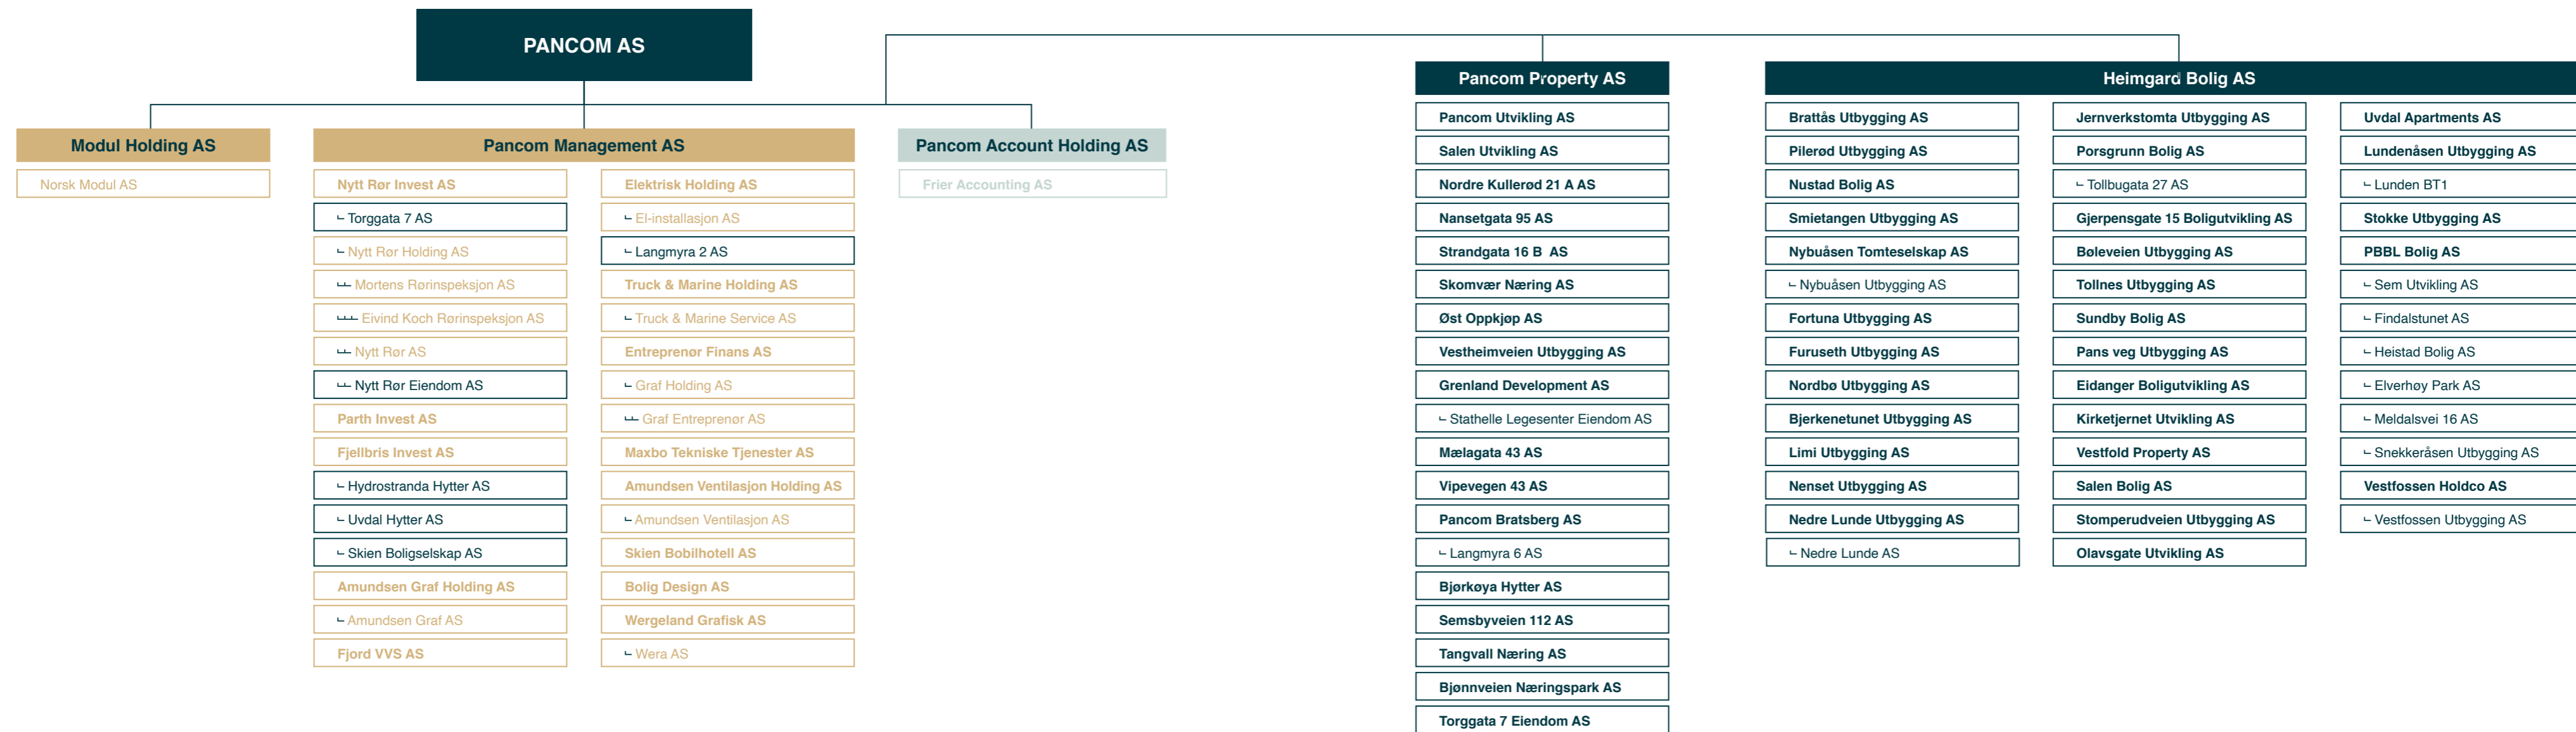 PANCOM AS
Modul Holding AS
Norsk Modul AS
Pancom Management AS
Nytt Rør Invest AS
Torggata 7 AS
Nytt Rør Holding AS
Mortens Rørinspeksjon AS
Eivind Koch Rørinspeksjon AS
Nytt Rør AS
Nytt Rør Eiendom AS
Parth Invest AS
Fjellbris Invest AS
Hydrostranda Hytter AS
Uvdal Hytter AS
Skien Boligselskap AS
Amundsen Graf Holding AS
Amundsen Graf AS
Fjord VVS AS
Elektrisk Holding AS
El-installasjon AS
Langmyra 2 AS
Truck & Marine Holding AS
Truck & Marine Service AS
Entreprenør Finans AS
Graf Holding AS
Graf Entreprenør AS
Maxbo Tekniske Tjenester AS
Amundsen Ventilasjon Holding AS
Amundsen Ventilasjon AS
Skien Bobilhotell AS
Bolig Design AS
Wergeland Grafisk AS
Wera AS
Pancom Account Holding AS
Frier Accounting AS
Pancom Property AS
Pancom Utvikling AS
Salen Utvikling AS
Nordre Kullerød 21 A AS
Nansetgata 95 AS
Strandgata 16 B AS
Skomvær Næring AS
Øst Oppkjøp AS
Vestheimveien Utbygging AS
Grenland Development AS
Stathelle Legesenter Eiendom AS
Mælagata 43 AS
Vipevegen 43 AS
Pancom Bratsberg AS
Langmyra 6 AS
Bjørkøya Hytter AS
Semsbyveien 112 AS
Tangvall Næring AS
Bjønnveien Næringspark AS
Torggata 7 Eiendom AS
Heimgard Bolig AS
Brattås Utbygging AS
Pilerød Utbygging AS
Nustad Bolig AS
Smietangen Utbygging AS
Nybuåsen Tomteselskap AS
Nybuåsen Utbygging AS
Fortuna Utbygging AS
Furuseth Utbygging AS
Nordbø Utbygging AS
Bjerkenetunet Utbygging AS
Limi Utbygging AS
Nenset Utbygging AS
Nedre Lunde Utbygging AS
Nedre Lunde AS
Jernverkstomta Utbygging AS
Porsgrunn Bolig AS
Tollbugata 27 AS
Gjerpensgate 15 Boligutvikling AS
Bøleveien Utbygging AS
Tollnes Utbygging AS
Sundby Bolig AS
Pans veg Utbygging AS
Eidanger Boligutvikling AS
Kirketjernet Utvikling AS
Vestfold Property AS
Salen Bolig AS
Stomperudveien Utbygging AS
Olavsgate Utvikling AS
Uvdal Apartments AS
Lundenåsen Utbygging AS
Lunden BT1
Stokke Utbygging AS
PBBL Bolig AS
Sem Utvikling AS
Findalstunet AS
Heistad Bolig AS
Elverhøy Park AS
Meldalsvei 16 AS
Snekkeråsen Utbygging AS
Vestfossen Holdco AS
Vestfossen Utbygging AS